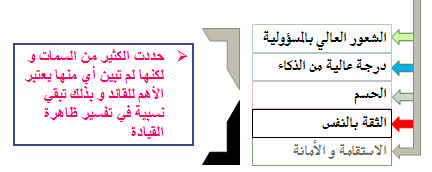 الشعور العالي بالمسؤولية
درجة عالية من الذكاء
الحسم
الثقة بالنفس
الاستقامة و الأمانة
حددت الكثير من السمات و
لكنها لم تبين أي منها يعتبر
الأهم للقائد و بذلك تبقي
نسبية في تفسير ظاهرة
القيادة